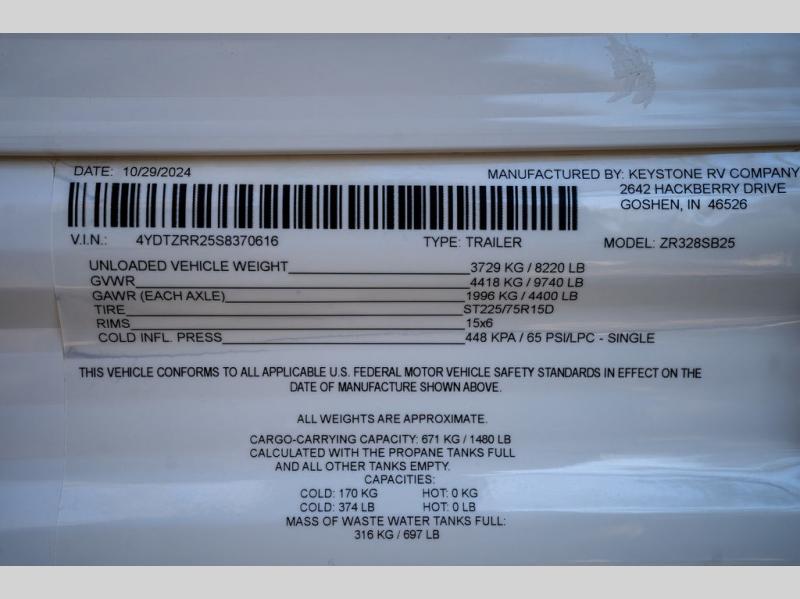 DATE: 10/29/2024
MANUFACTURED BY: KEYSTONE RV COMPANY
2642 HACKBERRY DRIVE
GOSHEN, IN 46526
V.I.N.: 4YDTZRR25S8370616 TYPE: TRAILER MODEL: ZR328SB25
UNLOADED VEHICLE WEIGHT 3729 KG / 8220 LB
GVWR 4418 KG / 9740 LB
GAWR (EACH AXLE) 1996 KG / 4400 LB
TIRE ST225/75R15D
RIMS 15x6
COLD INFL. PRESS 448 KPA / 65 PSI/LPC - SINGLE
THIS VEHICLE CONFORMS TO ALL APPLICABLE U.S. FEDERAL MOTOR VEHICLE SAFETY STANDARDS IN EFFECT ON THE
DATE OF MANUFACTURE SHOWN ABOVE.
ALL WEIGHTS ARE APPROXIMATE.
CARGO-CARRYING CAPACITY: 671 KG / 1480 LB
CALCULATED WITH THE PROPANE TANKS FULL
AND ALL OTHER TANKS EMPTY.
CAPACITIES:
COLD: 170 KG HOT: 0 KG
COLD: 374 LB HOT: 0 LB
MASS OF WASTE WATER TANKS FULL:
316 KG / 697 LB